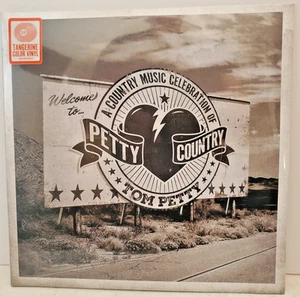 TANGERINE
COLOR VINYL
Welcome
to...
A COUNTRY MUSIC CELEBRATION OF
PETTY COUNTRY
TOM PETTY